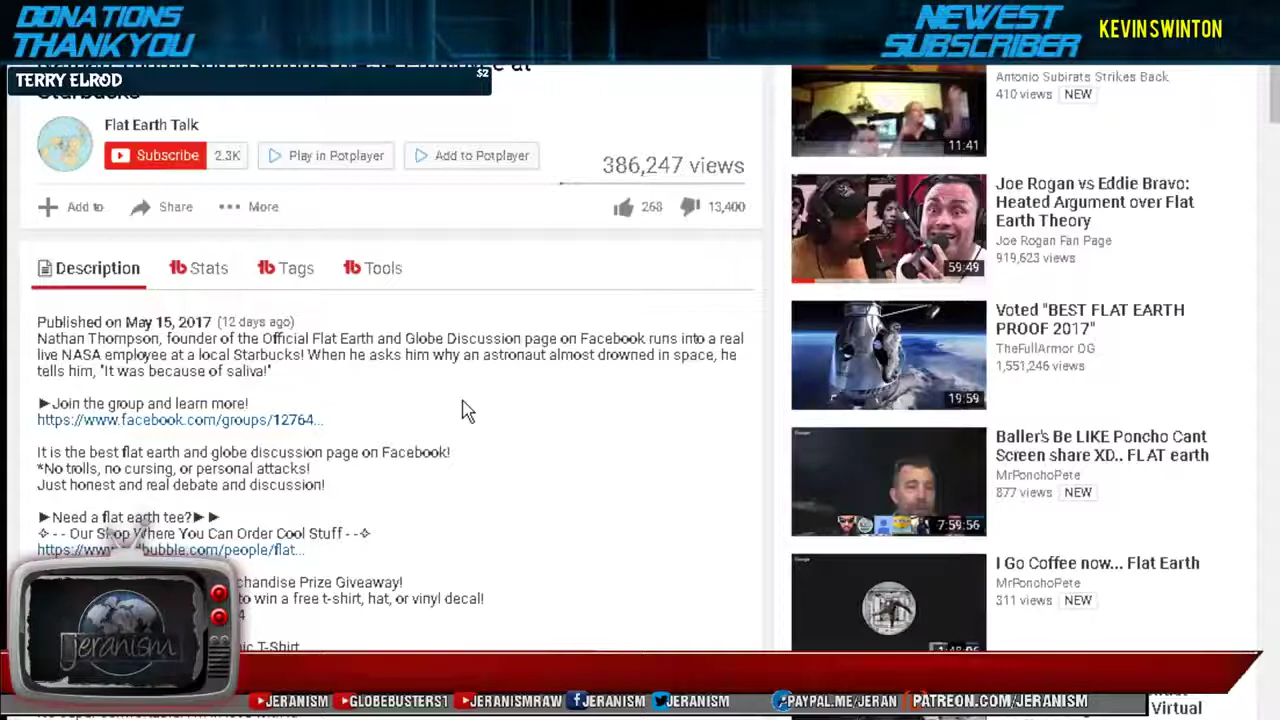 DONATIONS
THANKYOU
NEWEST
SUBSCRIBER
KEVIN SWINTON
TERRY ELROD
$2
Flat Earth Talk
Subscribe 2.3K
Play in Potplayer
Add to Potplayer
386,247 views
Add to
Share
More
268
13,400
Description
Stats
Tags
Tools
Published on May 15, 2017 (12 days ago)
Nathan Thompson, founder of the Official Flat Earth and Globe Discussion page on Facebook runs into a real
live NASA employee at a local Starbucks! When he asks him why an astronaut almost drowned in space, he
tells him, "It was because of saliva!"
►Join the group and learn more!
https://www.facebook.com/groups/12764...
It is the best flat earth and globe discussion page on Facebook!
*No trolls, no cursing, or personal attacks!
Just honest and real debate and discussion!
►Need a flat earth tee?► ►
✧- - Our Shop Where You Can Order Cool Stuff - -✧
https://www bubble.com/people/flat...
chandise Prize Giveaway!
to win a free t-shirt, hat, or vinyl decal!
ic T-Shirt
Antonio Subirats Strikes Back
410 views NEW
11:41
Joe Rogan vs Eddie Bravo:
Heated Argument over Flat
Earth Theory
Joe Rogan Fan Page
919,623 views
59:49
Voted "BEST FLAT EARTH
PROOF 2017"
TheFullArmor OG
1,551,246 views
19:59
Baller's Be LIKE Poncho Cant
Screen share XD.. FLAT earth
MrPonchoPete
877 views NEW
7:59:56
I Go Coffee now... Flat Earth
MrPonchoPete
311 views NEW
jeranism
JERANISM
GLOBEBUSTERS1
JERANISMRAW
JERANISM
JERANISM
PAYPAL.ME/JERAN
PATREON.COM/JERANISM
Virtual